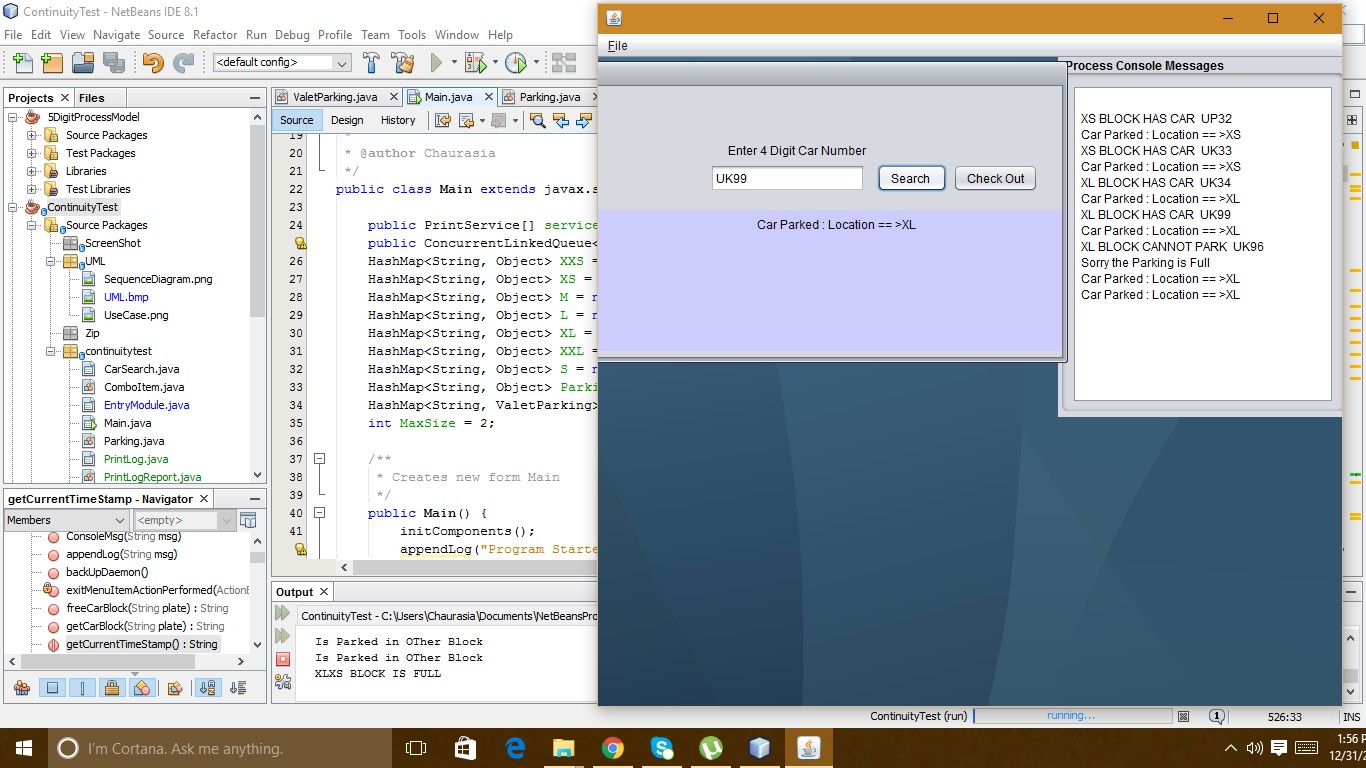 ContinuityTest - NetBeans IDE 8.1
File Edit View Navigate Source Refactor Run Debug Profile Team Tools Window Help
<default config>
Projects
Files
5DigitProcessModel
Source Packages
Test Packages
Libraries
Test Libraries
ContinuityTest
Source Packages
ScreenShot
UML
SequenceDiagram.png
UML.bmp
UseCase.png
Zip
continuitytest
CarSearch.java
ComboItem.java
EntryModule.java
Main.java
Parking.java
PrintLog.java
PrintLogReport.java
getCurrentTimeStamp - Navigator
Members
<empty>
ConsoleMsg(String msg)
appendLog(String msg)
backUpDaemon()
exitMenuItemActionPerformed(ActionE
freeCarBlock(String plate) : String
getCarBlock(String plate) : String
getCurrentTimeStamp() : String
ValetParking.java
Main.java
Parking.java
Source
Design
History
19 *
20 * @author Chaurasia
21 */
22 public class Main extends javax.s
23
24 public PrintService[] service
public ConcurrentLinkedQueue<
26 HashMap<String, Object> XXS =
27 HashMap<String, Object> XS =
28 HashMap<String, Object> M = n
29 HashMap<String, Object> L = n
30 HashMap<String, Object> XL =
31 HashMap<String, Object> XXL =
32 HashMap<String, Object> S = n
33 HashMap<String, Object> Parki
34 HashMap<String, ValetParking>
35 int MaxSize = 2;
36
37 /**
38 * Creates new form Main
39 */
40 public Main() {
41 initComponents();
appendLog("Program Starte
Output
ContinuityTest - C:\Users\Chaurasia\Documents\NetBeansPro
Is Parked in OTher Block
Is Parked in OTher Block
XLXS BLOCK IS FULL
File
Enter 4 Digit Car Number
UK99
Search
Check Out
Car Parked : Location == >XL
Process Console Messages
XS BLOCK HAS CAR UP32
Car Parked : Location == >XS
XS BLOCK HAS CAR UK33
Car Parked : Location == >XS
XL BLOCK HAS CAR UK34
Car Parked : Location == >XL
XL BLOCK HAS CAR UK99
Car Parked : Location == >XL
XL BLOCK CANNOT PARK UK96
Sorry the Parking is Full
Car Parked : Location == >XL
Car Parked : Location == >XL
ContinuityTest (run)
running...
1
526:33
INS
I'm Cortana. Ask me anything.
1:56 P
12/31/2